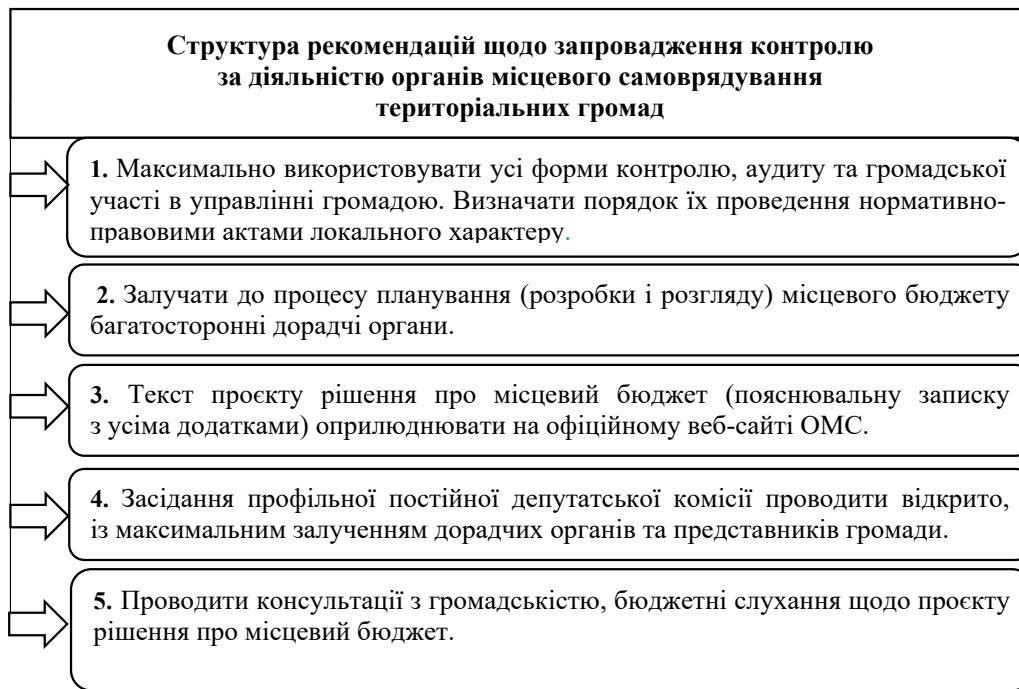 Структура рекомендацій щодо запровадження контролю
за діяльністю органів місцевого самоврядування
територіальних громад
1. Максимально використовувати усі форми контролю, аудиту та громадської
участі в управлінні громадою. Визначати порядок їх проведення нормативно-
правовими актами локального характеру.
2. Залучати до процесу планування (розробки і розгляду) місцевого бюджету
багатосторонні дорадчі органи.
3. Текст проєкту рішення про місцевий бюджет (пояснювальну записку
з усіма додатками) оприлюднювати на офіційному веб-сайті ОМС.
4. Засідання профільної постійної депутатської комісії проводити відкрито,
із максимальним залученням дорадчих органів та представників громади.
5. Проводити консультації з громадськістю, бюджетні слухання щодо проєкту
рішення про місцевий бюджет.